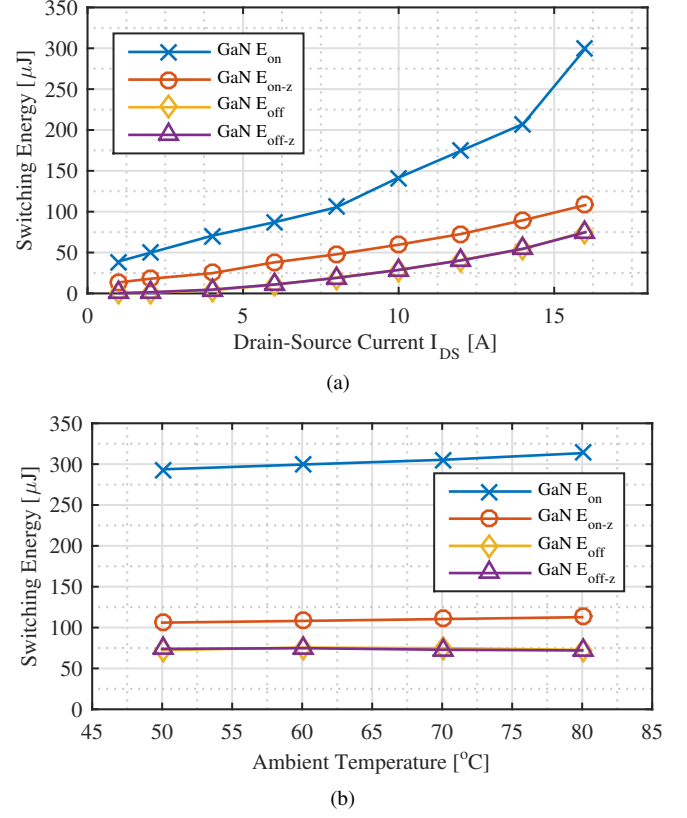 350
300
250
200
150
100
50
0
Switching Energy [μJ]
GaN E_on
GaN E_on-z
GaN E_off
GaN E_off-z
0 5 10 15
Drain-Source Current I_DS [A]
(a)
350
300
250
200
150
100
50
0
Switching Energy [μJ]
GaN E_on
GaN E_on-z
GaN E_off
GaN E_off-z
45 50 55 60 65 70 75 80 85
Ambient Temperature [°C]
(b)